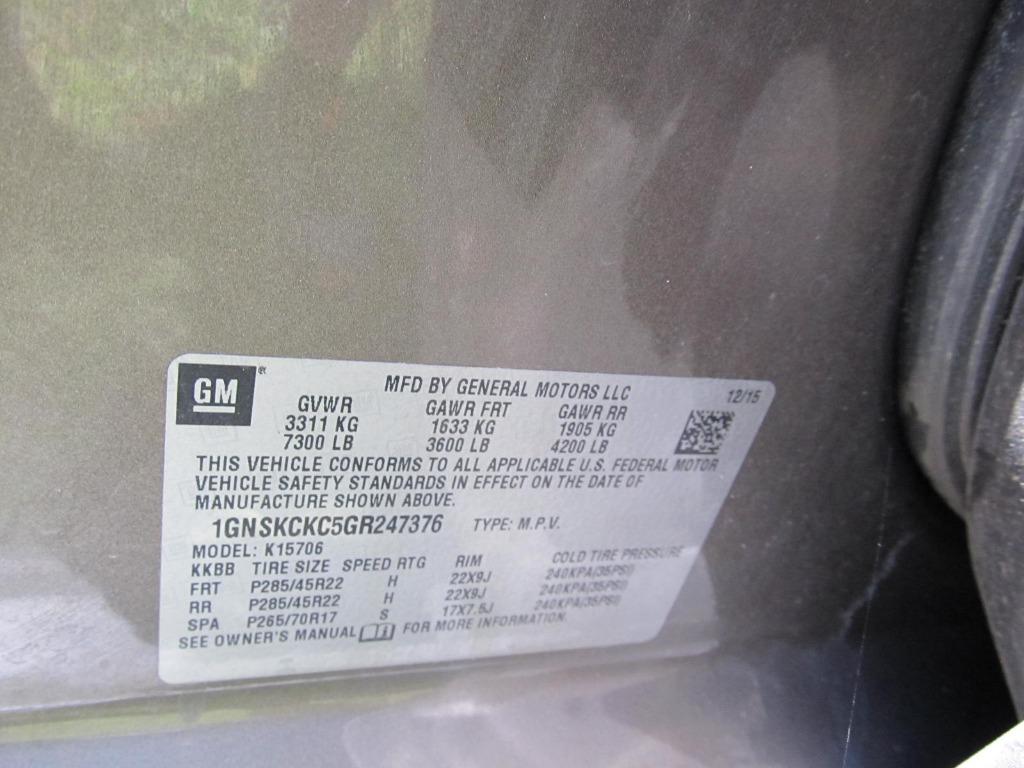 GM®
MFD BY GENERAL MOTORS LLC 12/15
GVWR GAWR FRT GAWR RR
3311 KG 1633 KG 1905 KG
7300 LB 3600 LB 4200 LB
THIS VEHICLE CONFORMS TO ALL APPLICABLE U.S. FEDERAL MOTOR
VEHICLE SAFETY STANDARDS IN EFFECT ON THE DATE OF
MANUFACTURE SHOWN ABOVE.
1GNSKCKC5GR247376 TYPE: M.P.V.
MODEL: K15706
KKBB TIRE SIZE SPEED RTG RIM COLD TIRE PRESSURE
FRT P285/45R22 H 22X9J 240KPA(35PSI)
RR P285/45R22 H 22X9J 240KPA(35PSI)
SPA P265/70R17 S 17X7.5J 240KPA(35PSI)
SEE OWNER'S MANUAL FOR MORE INFORMATION.